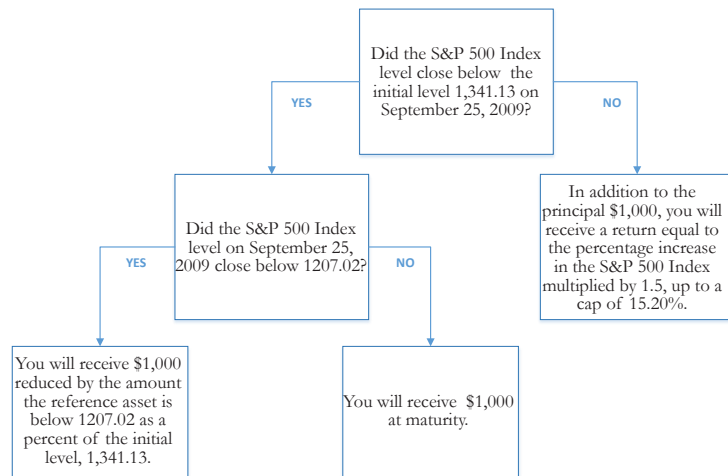 Did the S&P 500 Index
level close below the
initial level 1,341.13 on
September 25, 2009?
YES
NO
Did the S&P 500 Index
level on September 25,
2009 close below 1207.02?
In addition to the
principal $1,000, you will
receive a return equal to
the percentage increase
in the S&P 500 Index
multiplied by 1.5, up to a
cap of 15.20%.
YES
NO
You will receive $1,000
reduced by the amount
the reference asset is
below 1207.02 as a
percent of the initial
level, 1,341.13.
You will receive $1,000
at maturity.